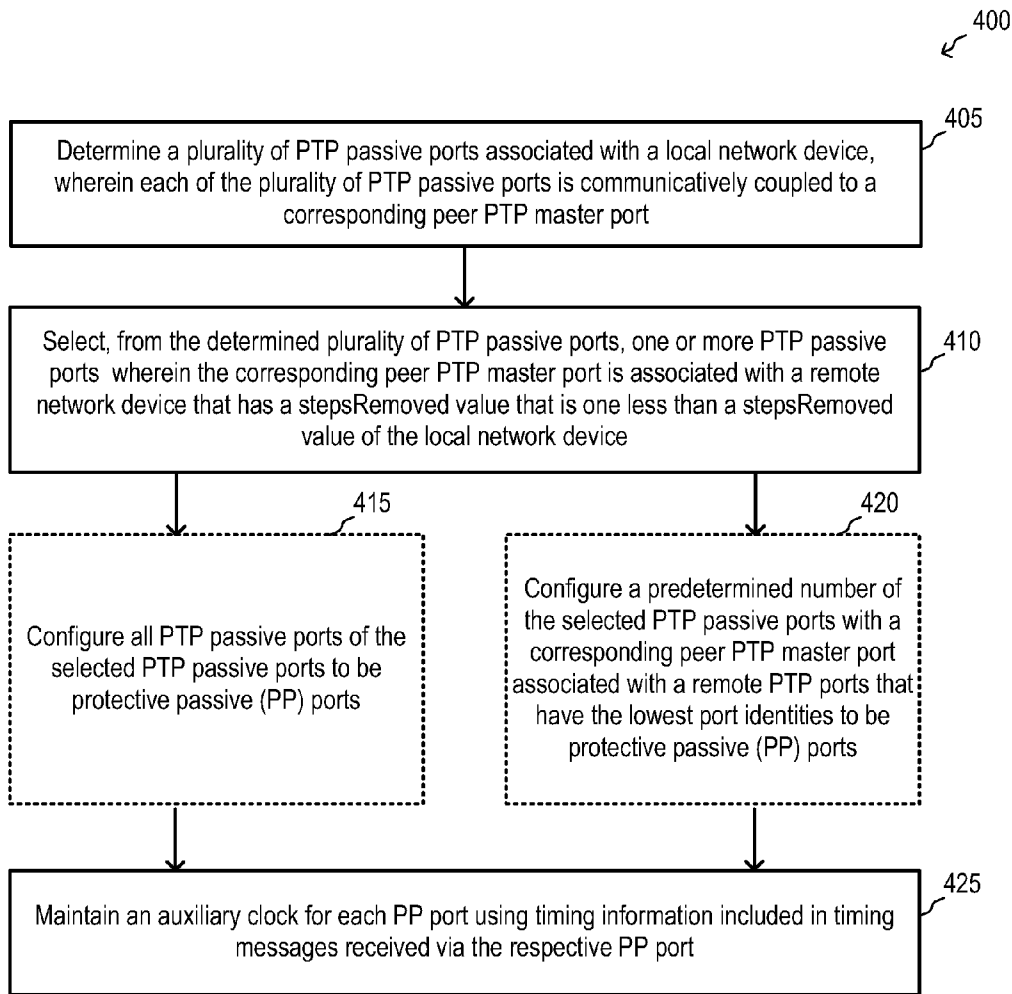 400
405
Determine a plurality of PTP passive ports associated with a local network device,
wherein each of the plurality of PTP passive ports is communicatively coupled to a
corresponding peer PTP master port
410
Select, from the determined plurality of PTP passive ports, one or more PTP passive
ports wherein the corresponding peer PTP master port is associated with a remote
network device that has a stepsRemoved value that is one less than a stepsRemoved
value of the local network device
415
Configure all PTP passive ports of the
selected PTP passive ports to be
protective passive (PP) ports
420
Configure a predetermined number of
the selected PTP passive ports with a
corresponding peer PTP master port
associated with a remote PTP ports that
have the lowest port identities to be
protective passive (PP) ports
425
Maintain an auxiliary clock for each PP port using timing information included in timing
messages received via the respective PP port